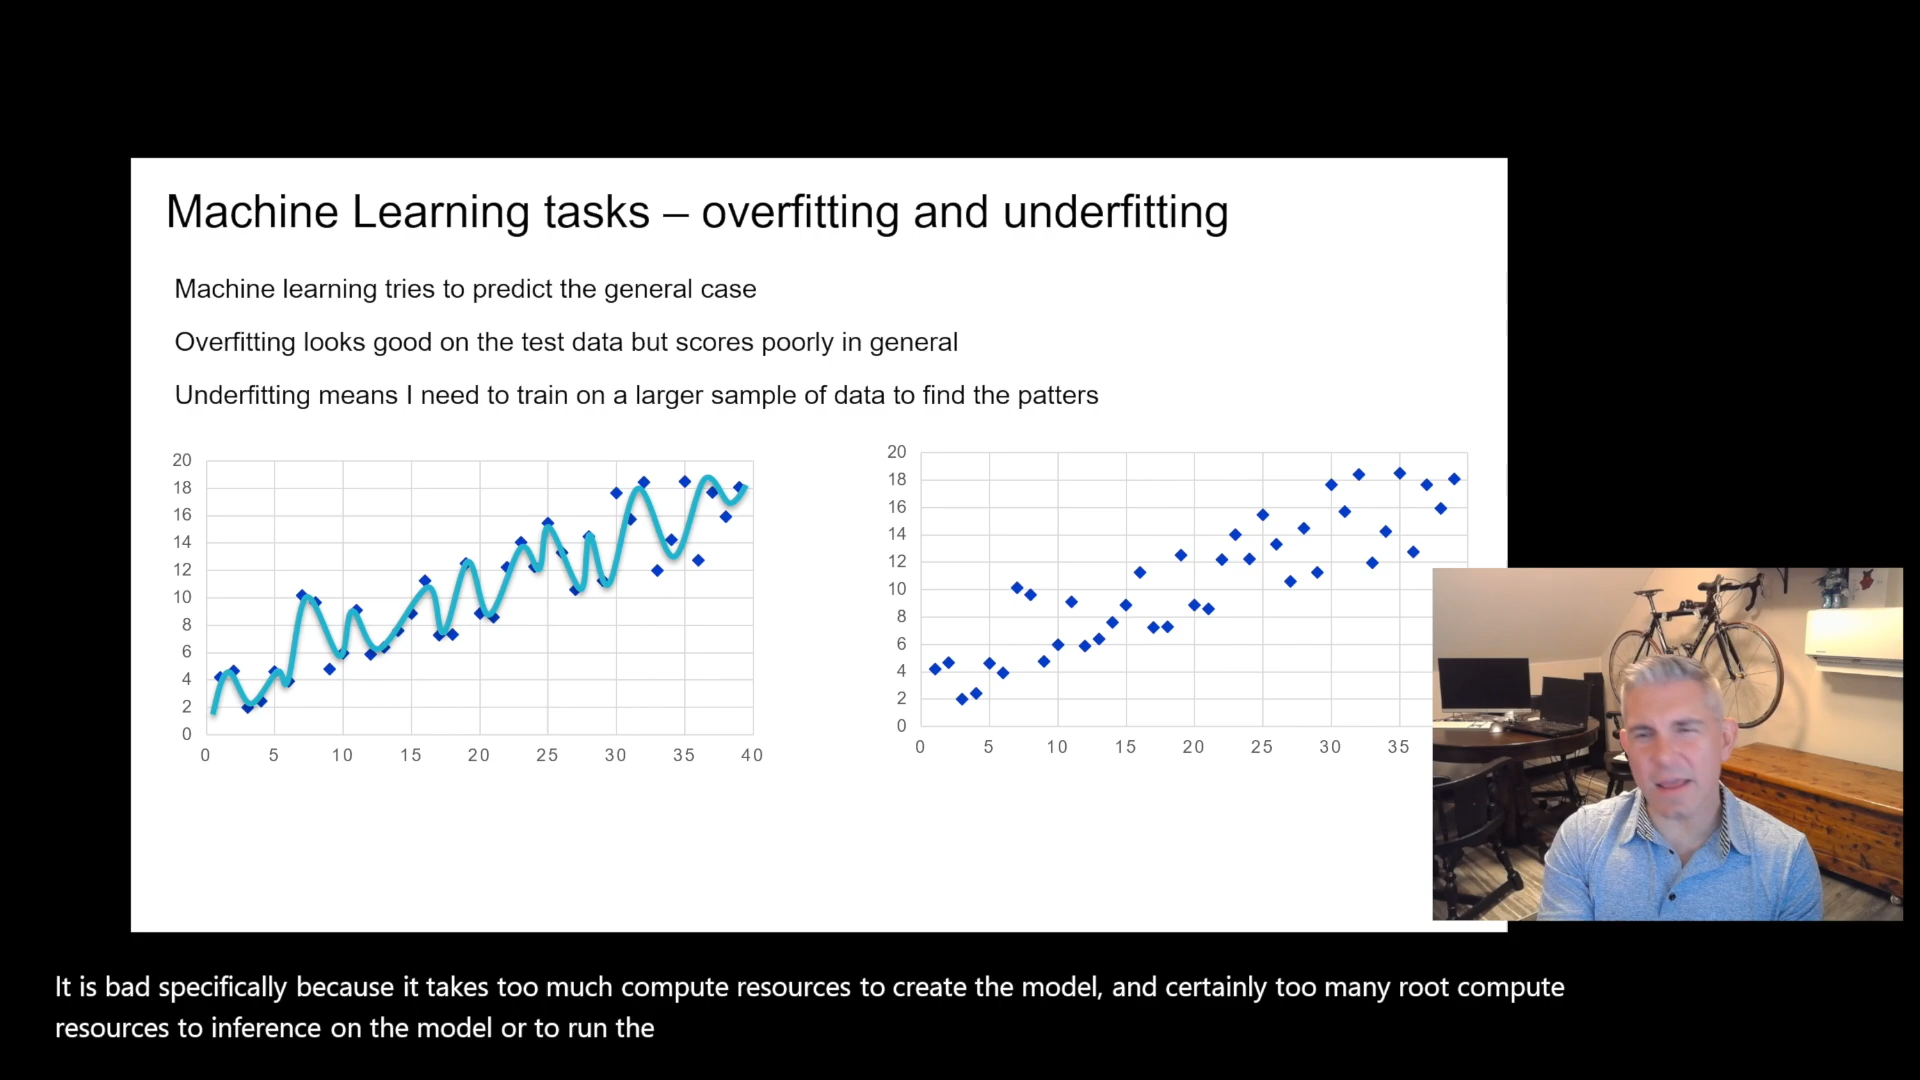 Machine Learning tasks – overfitting and underfitting
Machine learning tries to predict the general case
Overfitting looks good on the test data but scores poorly in general
Underfitting means I need to train on a larger sample of data to find the patters
20
18
16
14
12
10
8
6
4
2
0
0 5 10 15 20 25 30 35 40
20
18
16
14
12
10
8
6
4
2
0
0 5 10 15 20 25 30 35
It is bad specifically because it takes too much compute resources to create the model, and certainly too many root compute
resources to inference on the model or to run the